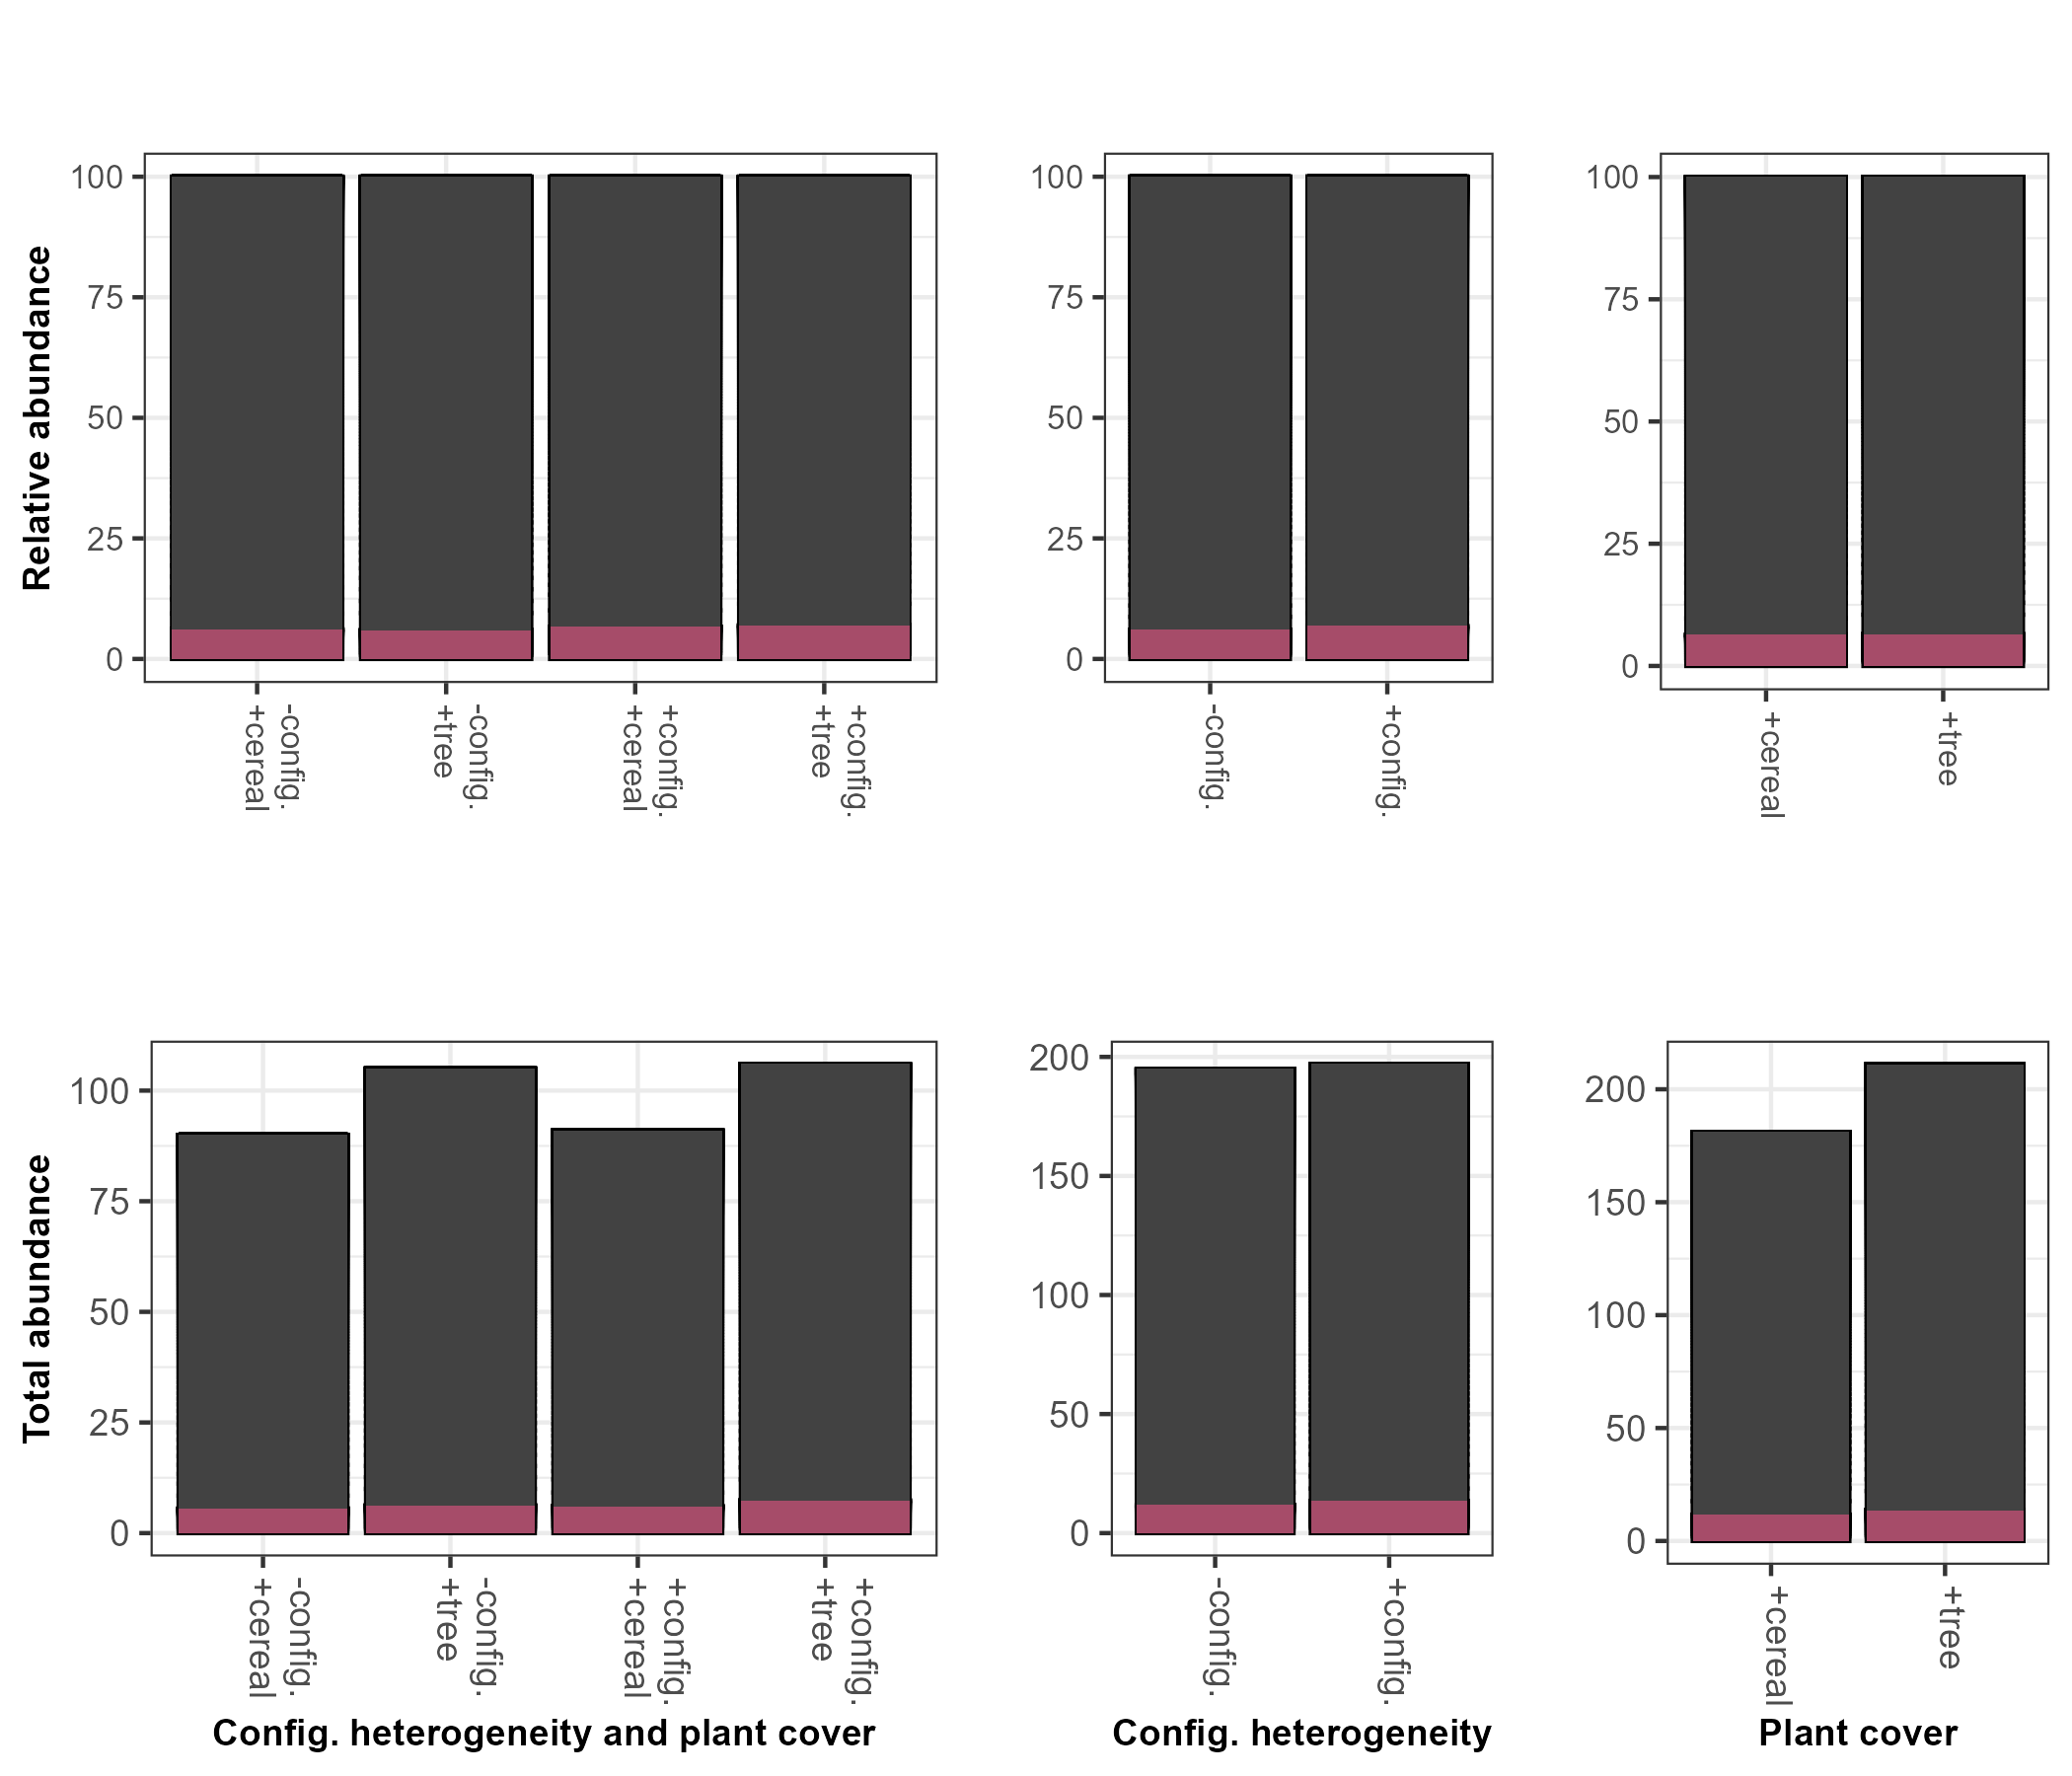 Relative abundance
100
75
50
25
0
-config.
+cereal
-config.
+tree
+config.
+cereal
+config.
+tree
100
75
50
25
0
-config.
+config.
100
75
50
25
0
+cereal
+tree
Total abundance
100
75
50
25
0
-config.
+cereal
-config.
+tree
+config.
+cereal
+config.
+tree
Config. heterogeneity and plant cover
200
150
100
50
0
-config.
+config.
Config. heterogeneity
200
150
100
50
0
+cereal
+tree
Plant cover